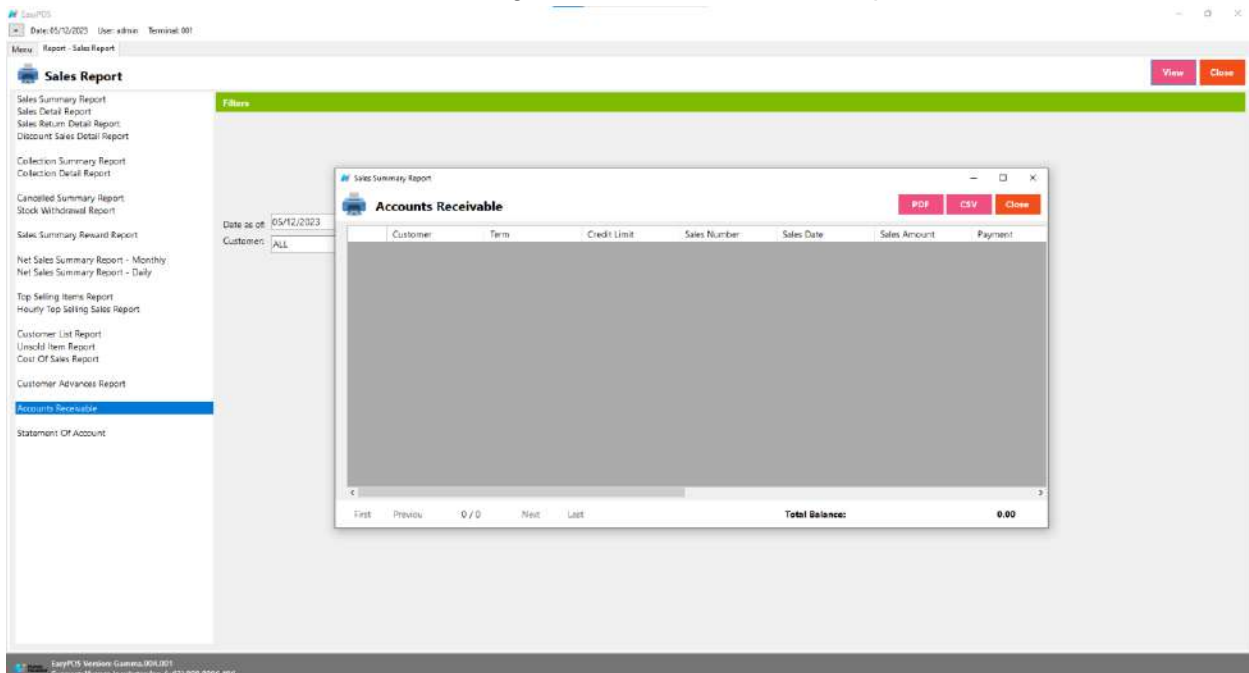 EasyPOS
Date: 05/12/2023 User: admin Terminal: 001
Menu Report - Sales Report
Sales Report
View Close
Sales Summary Report
Sales Detail Report
Sales Return Detail Report
Discount Sales Detail Report
Collection Summary Report
Collection Detail Report
Cancelled Summary Report
Stock Withdrawal Report
Sales Summary Reward Report
Net Sales Summary Report - Monthly
Net Sales Summary Report - Daily
Top Selling Items Report
Hourly Top Selling Sales Report
Customer List Report
Unsold Item Report
Cost Of Sales Report
Customer Advances Report
Accounts Receivable
Statement Of Account
Filters
Date as of: 05/12/2023
Customer: ALL
Sales Summary Report
Accounts Receivable
PDF CSV Close
Customer Term Credit Limit Sales Number Sales Date Sales Amount Payment
First Previou 0 / 0 Next Last Total Balance: 0.00
EasyPOS Version: Gamma.004.001